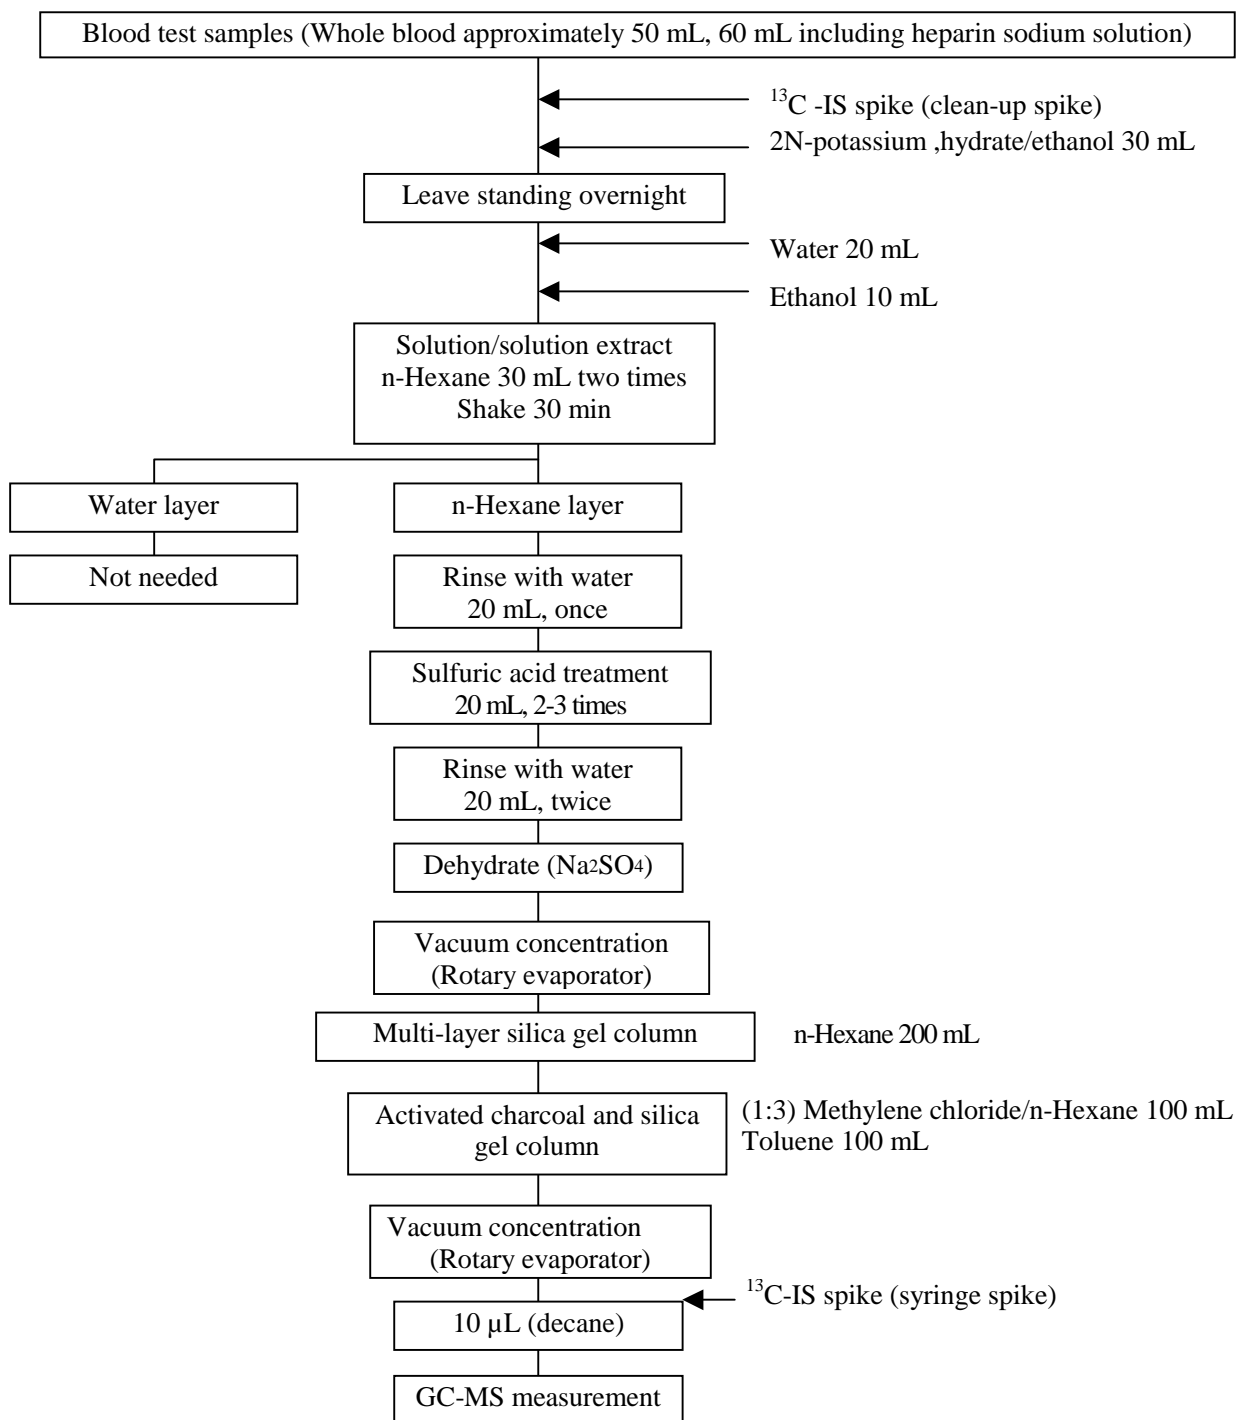 Blood test samples (Whole blood approximately 50 mL, 60 mL including heparin sodium solution)
¹³C -IS spike (clean-up spike)
2N-potassium ,hydrate/ethanol 30 mL
Leave standing overnight
Water 20 mL
Ethanol 10 mL
Solution/solution extract
n-Hexane 30 mL two times
Shake 30 min
Water layer
n-Hexane layer
Not needed
Rinse with water
20 mL, once
Sulfuric acid treatment
20 mL, 2-3 times
Rinse with water
20 mL, twice
Dehydrate (Na₂SO₄)
Vacuum concentration
(Rotary evaporator)
Multi-layer silica gel column
n-Hexane 200 mL
Activated charcoal and silica
gel column
(1:3) Methylene chloride/n-Hexane 100 mL
Toluene 100 mL
Vacuum concentration
(Rotary evaporator)
¹³C-IS spike (syringe spike)
10 µL (decane)
GC-MS measurement